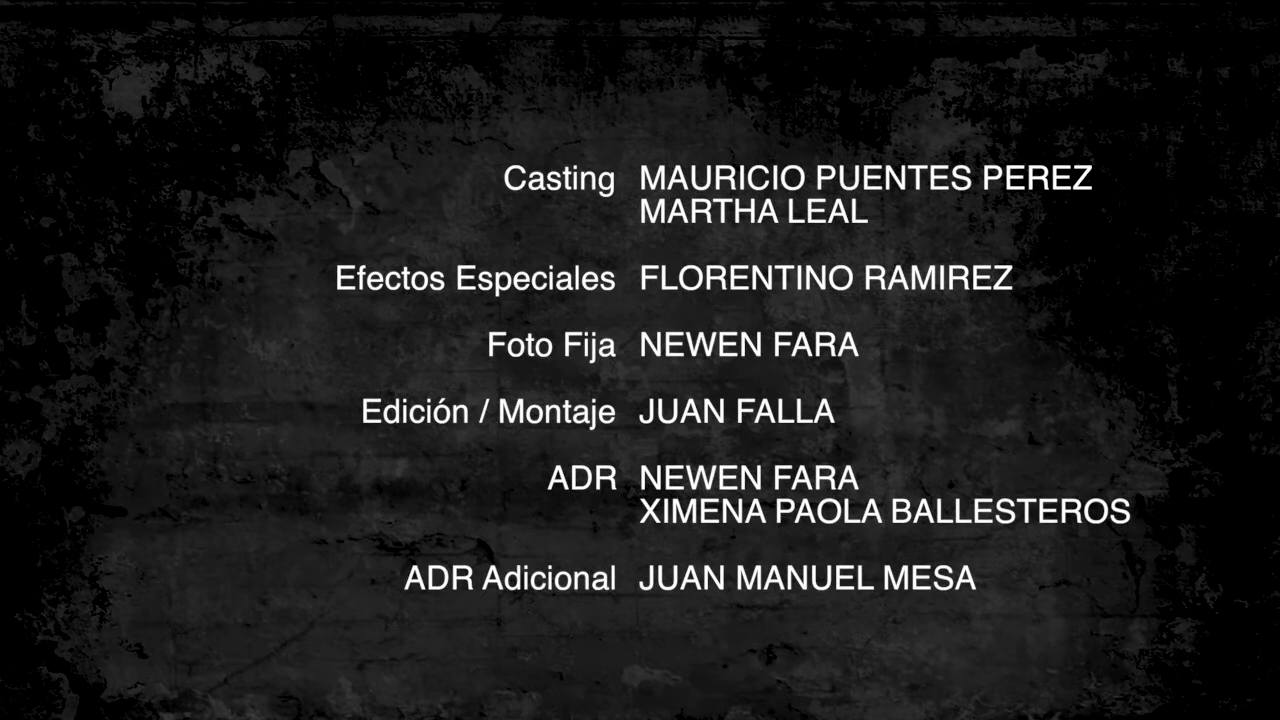 Casting MAURICIO PUENTES PEREZ
MARTHA LEAL
Efectos Especiales FLORENTINO RAMIREZ
Foto Fija NEWEN FARA
Edición / Montaje JUAN FALLA
ADR NEWEN FARA
XIMENA PAOLA BALLESTEROS
ADR Adicional JUAN MANUEL MESA